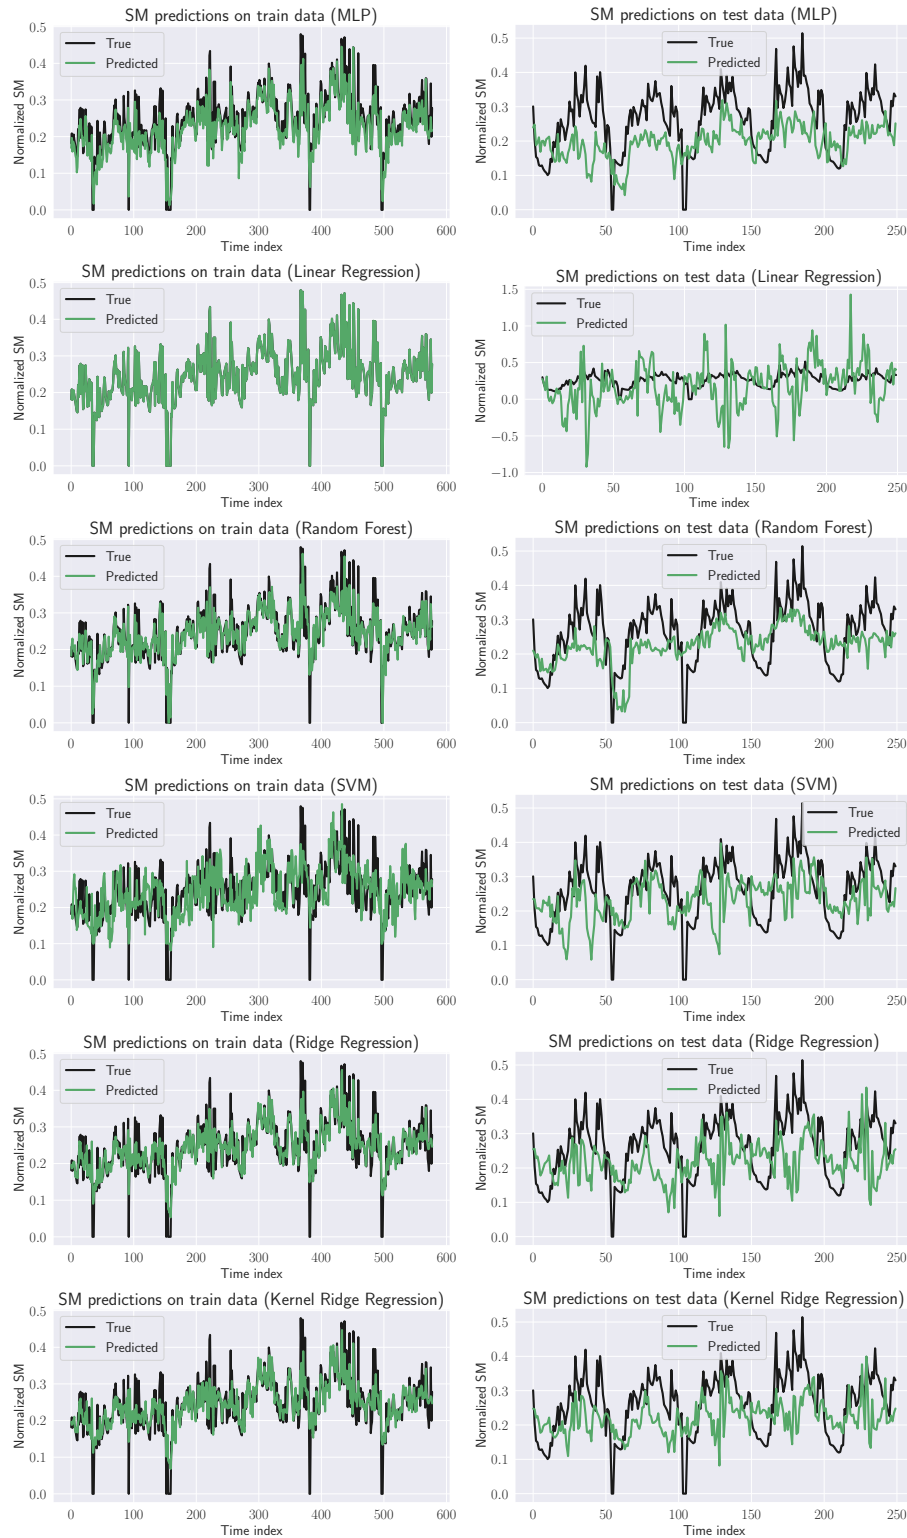 SM predictions on train data (MLP)
0.5
0.4
0.3
0.2
0.1
0.0
Normalized SM
True
Predicted
0 100 200 300 400 500 600
Time index
SM predictions on test data (MLP)
0.5
0.4
0.3
0.2
0.1
0.0
Normalized SM
True
Predicted
0 50 100 150 200 250
Time index
SM predictions on train data (Linear Regression)
0.5
0.4
0.3
0.2
0.1
0.0
Normalized SM
True
Predicted
0 100 200 300 400 500 600
Time index
SM predictions on test data (Linear Regression)
1.5
1.0
0.5
0.0
−0.5
−1.0
Normalized SM
True
Predicted
0 50 100 150 200 250
Time index
SM predictions on train data (Random Forest)
0.5
0.4
0.3
0.2
0.1
0.0
Normalized SM
True
Predicted
0 100 200 300 400 500 600
Time index
SM predictions on test data (Random Forest)
0.5
0.4
0.3
0.2
0.1
0.0
Normalized SM
True
Predicted
0 50 100 150 200 250
Time index
SM predictions on train data (SVM)
0.5
0.4
0.3
0.2
0.1
0.0
Normalized SM
True
Predicted
0 100 200 300 400 500 600
Time index
SM predictions on test data (SVM)
0.5
0.4
0.3
0.2
0.1
0.0
Normalized SM
True
Predicted
0 50 100 150 200 250
Time index
SM predictions on train data (Ridge Regression)
0.5
0.4
0.3
0.2
0.1
0.0
Normalized SM
True
Predicted
0 100 200 300 400 500 600
Time index
SM predictions on test data (Ridge Regression)
0.5
0.4
0.3
0.2
0.1
0.0
Normalized SM
True
Predicted
0 50 100 150 200 250
Time index
SM predictions on train data (Kernel Ridge Regression)
0.5
0.4
0.3
0.2
0.1
0.0
Normalized SM
True
Predicted
0 100 200 300 400 500 600
Time index
SM predictions on test data (Kernel Ridge Regression)
0.5
0.4
0.3
0.2
0.1
0.0
Normalized SM
True
Predicted
0 50 100 150 200 250
Time index